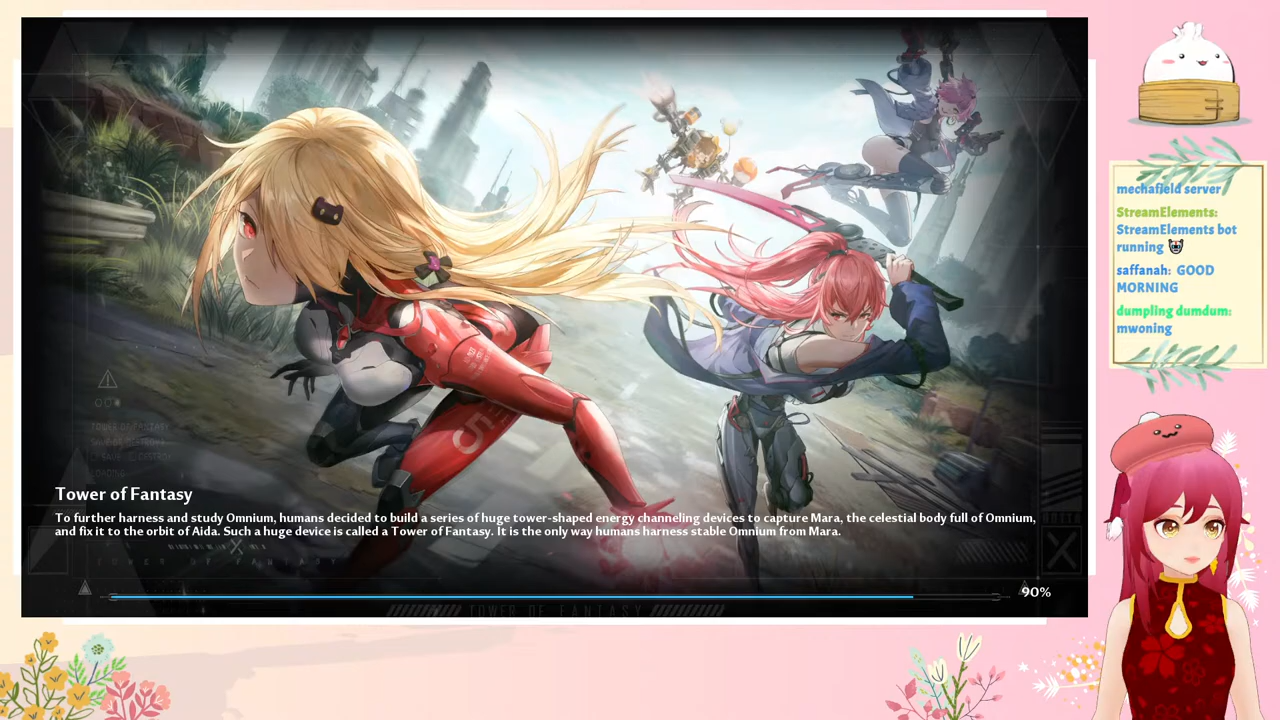 mechafield server
StreamElements:
StreamElements bot
running
saffanah: GOOD
MORNING
dumpling dumdum:
mwoning
Tower of Fantasy
To further harness and study Omnium, humans decided to build a series of huge tower-shaped energy channeling devices to capture Mara, the celestial body full of Omnium,
and fix it to the orbit of Aida. Such a huge device is called a Tower of Fantasy. It is the only way humans harness stable Omnium from Mara.
90%
TOWER OF FANTASY